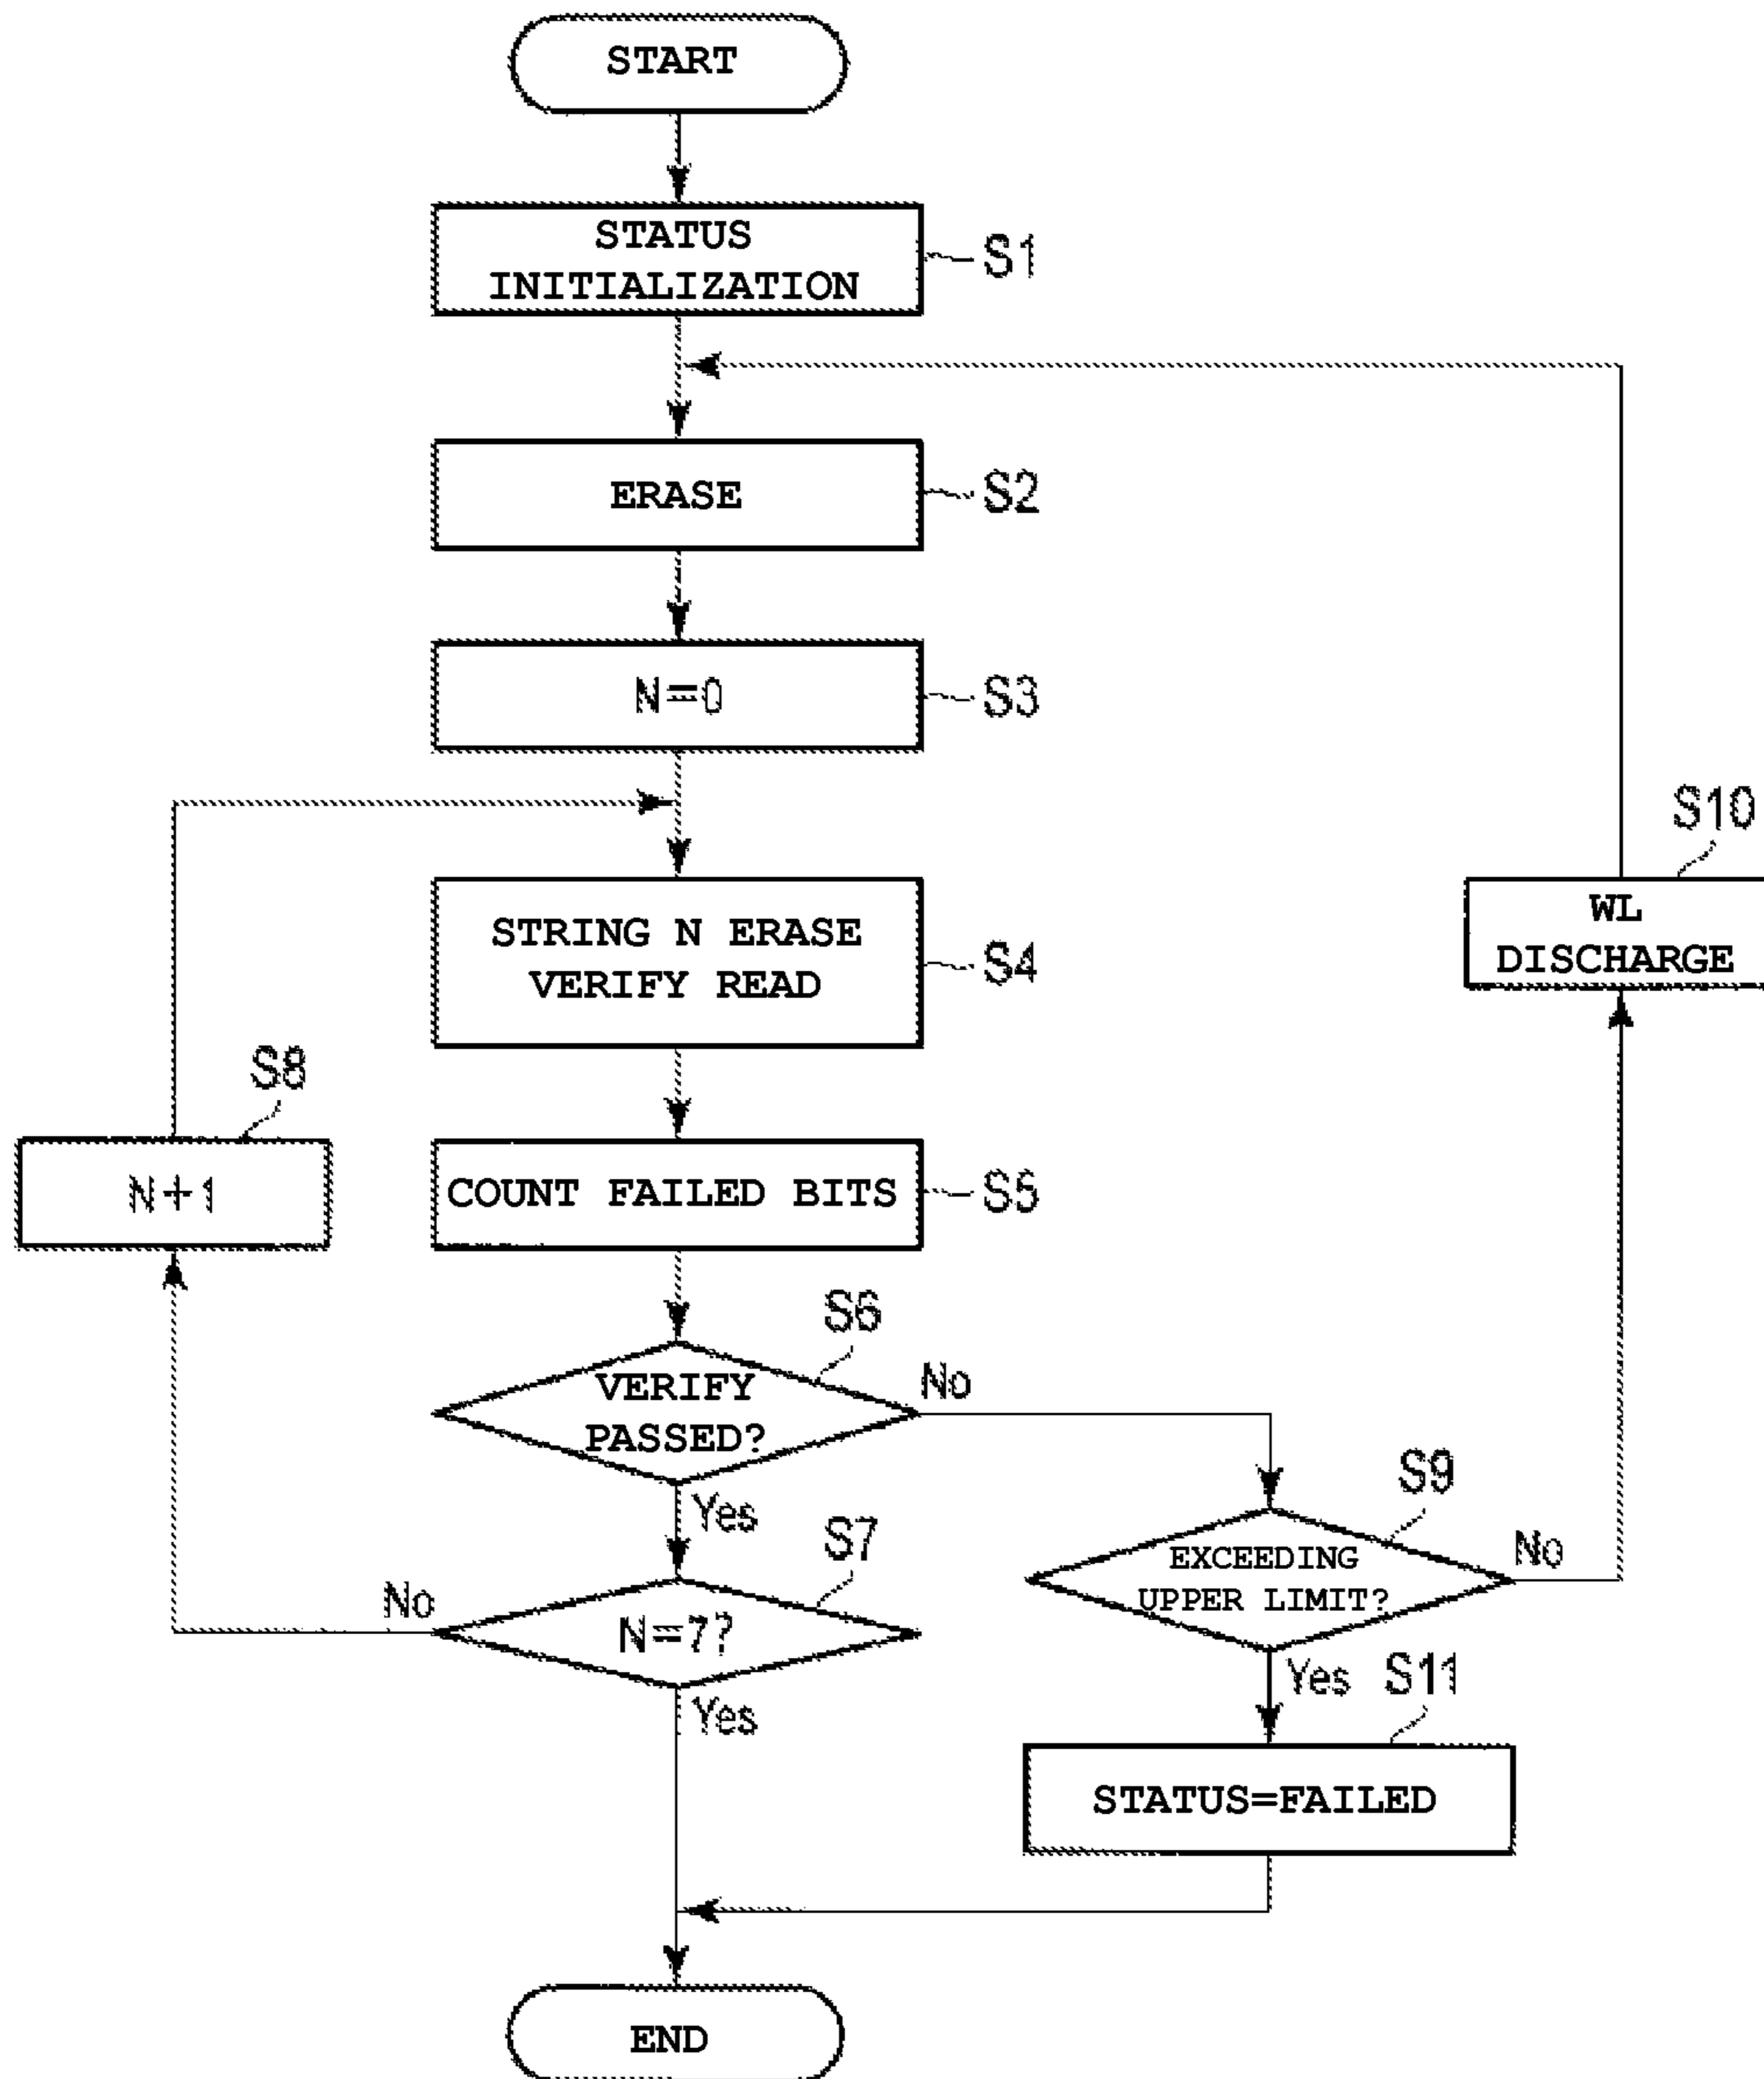 START
STATUS
INITIALIZATION
S1
ERASE
S2
N=0
S3
STRING N ERASE
VERIFY READ
S4
S10
WL
DISCHARGE
S8
N+1
COUNT FAILED BITS
S5
S6
VERIFY
PASSED?
No
Yes
S9
EXCEEDING
UPPER LIMIT?
No
S7
No
N=7?
Yes
Yes
S11
STATUS=FAILED
END